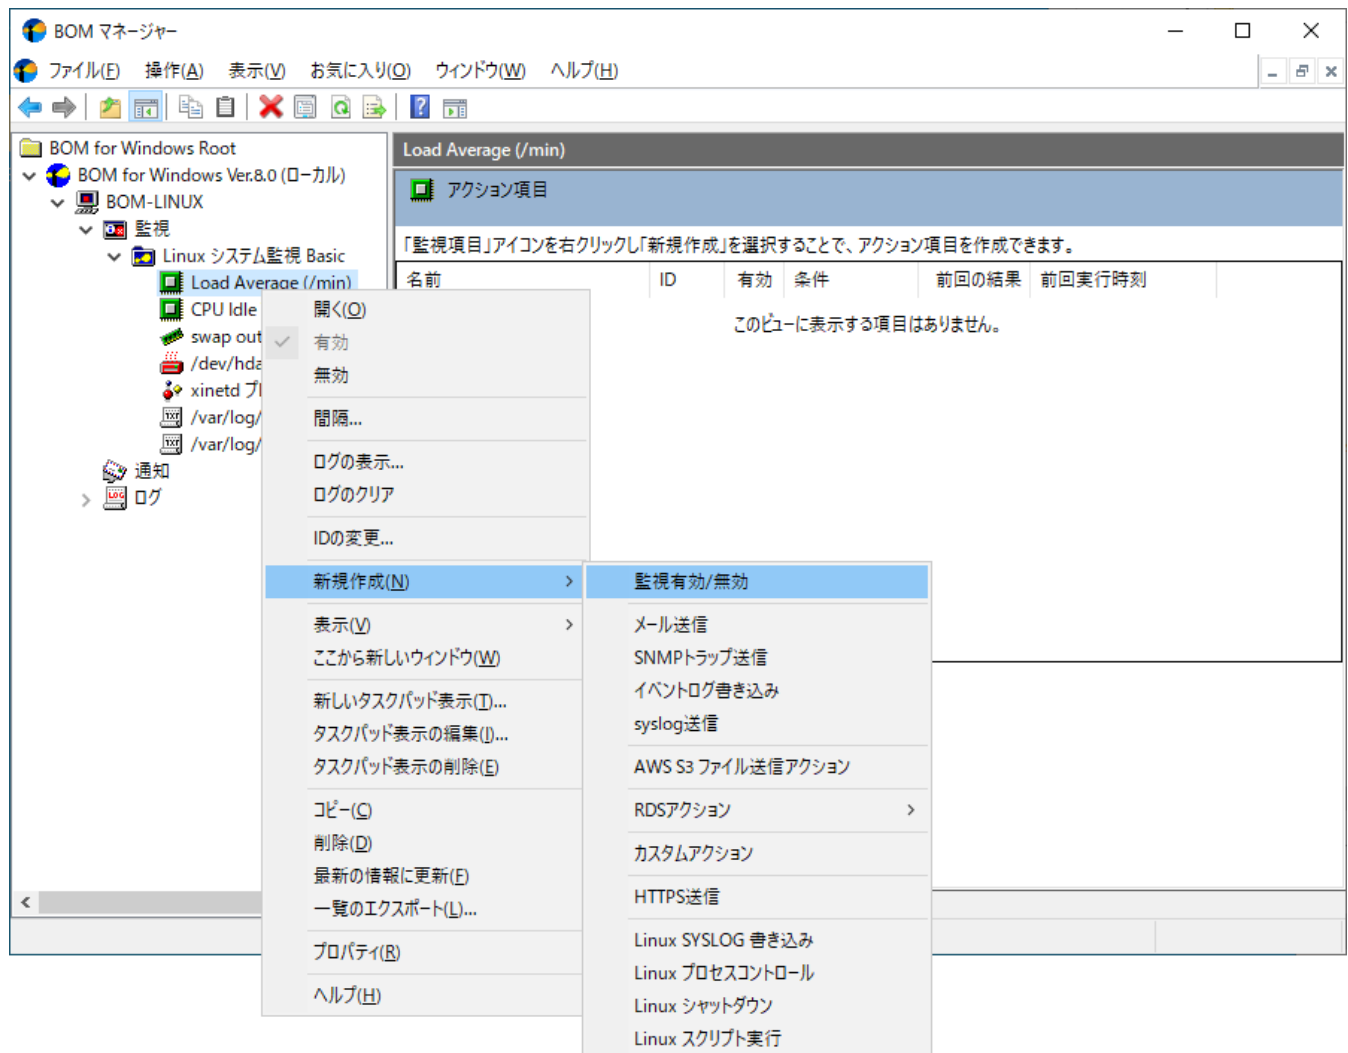 BOM マネージャー
ファイル(F) 操作(A) 表示(V) お気に入り(O) ウィンドウ(W) ヘルプ(H)
BOM for Windows Root
BOM for Windows Ver.8.0 (ローカル)
BOM-LINUX
監視
Linux システム監視 Basic
Load Average (/min)
CPU Idle
swap out
/dev/hda
xinetd プ
/var/log/
/var/log/
通知
ログ
Load Average (/min)
アクション項目
「監視項目」アイコンを右クリックし「新規作成」を選択することで、アクション項目を作成できます。
名前 ID 有効 条件 前回の結果 前回実行時刻
このビューに表示する項目はありません。
開く(O)
有効
無効
間隔...
ログの表示...
ログのクリア
IDの変更...
新規作成(N)
表示(V)
ここから新しいウィンドウ(W)
新しいタスクパッド表示(T)...
タスクパッド表示の編集(I)...
タスクパッド表示の削除(E)
コピー(C)
削除(D)
最新の情報に更新(F)
一覧のエクスポート(L)...
プロパティ(R)
ヘルプ(H)
監視有効/無効
メール送信
SNMPトラップ送信
イベントログ書き込み
syslog送信
AWS S3 ファイル送信アクション
RDSアクション
カスタムアクション
HTTPS送信
Linux SYSLOG 書き込み
Linux プロセスコントロール
Linux シャットダウン
Linux スクリプト実行